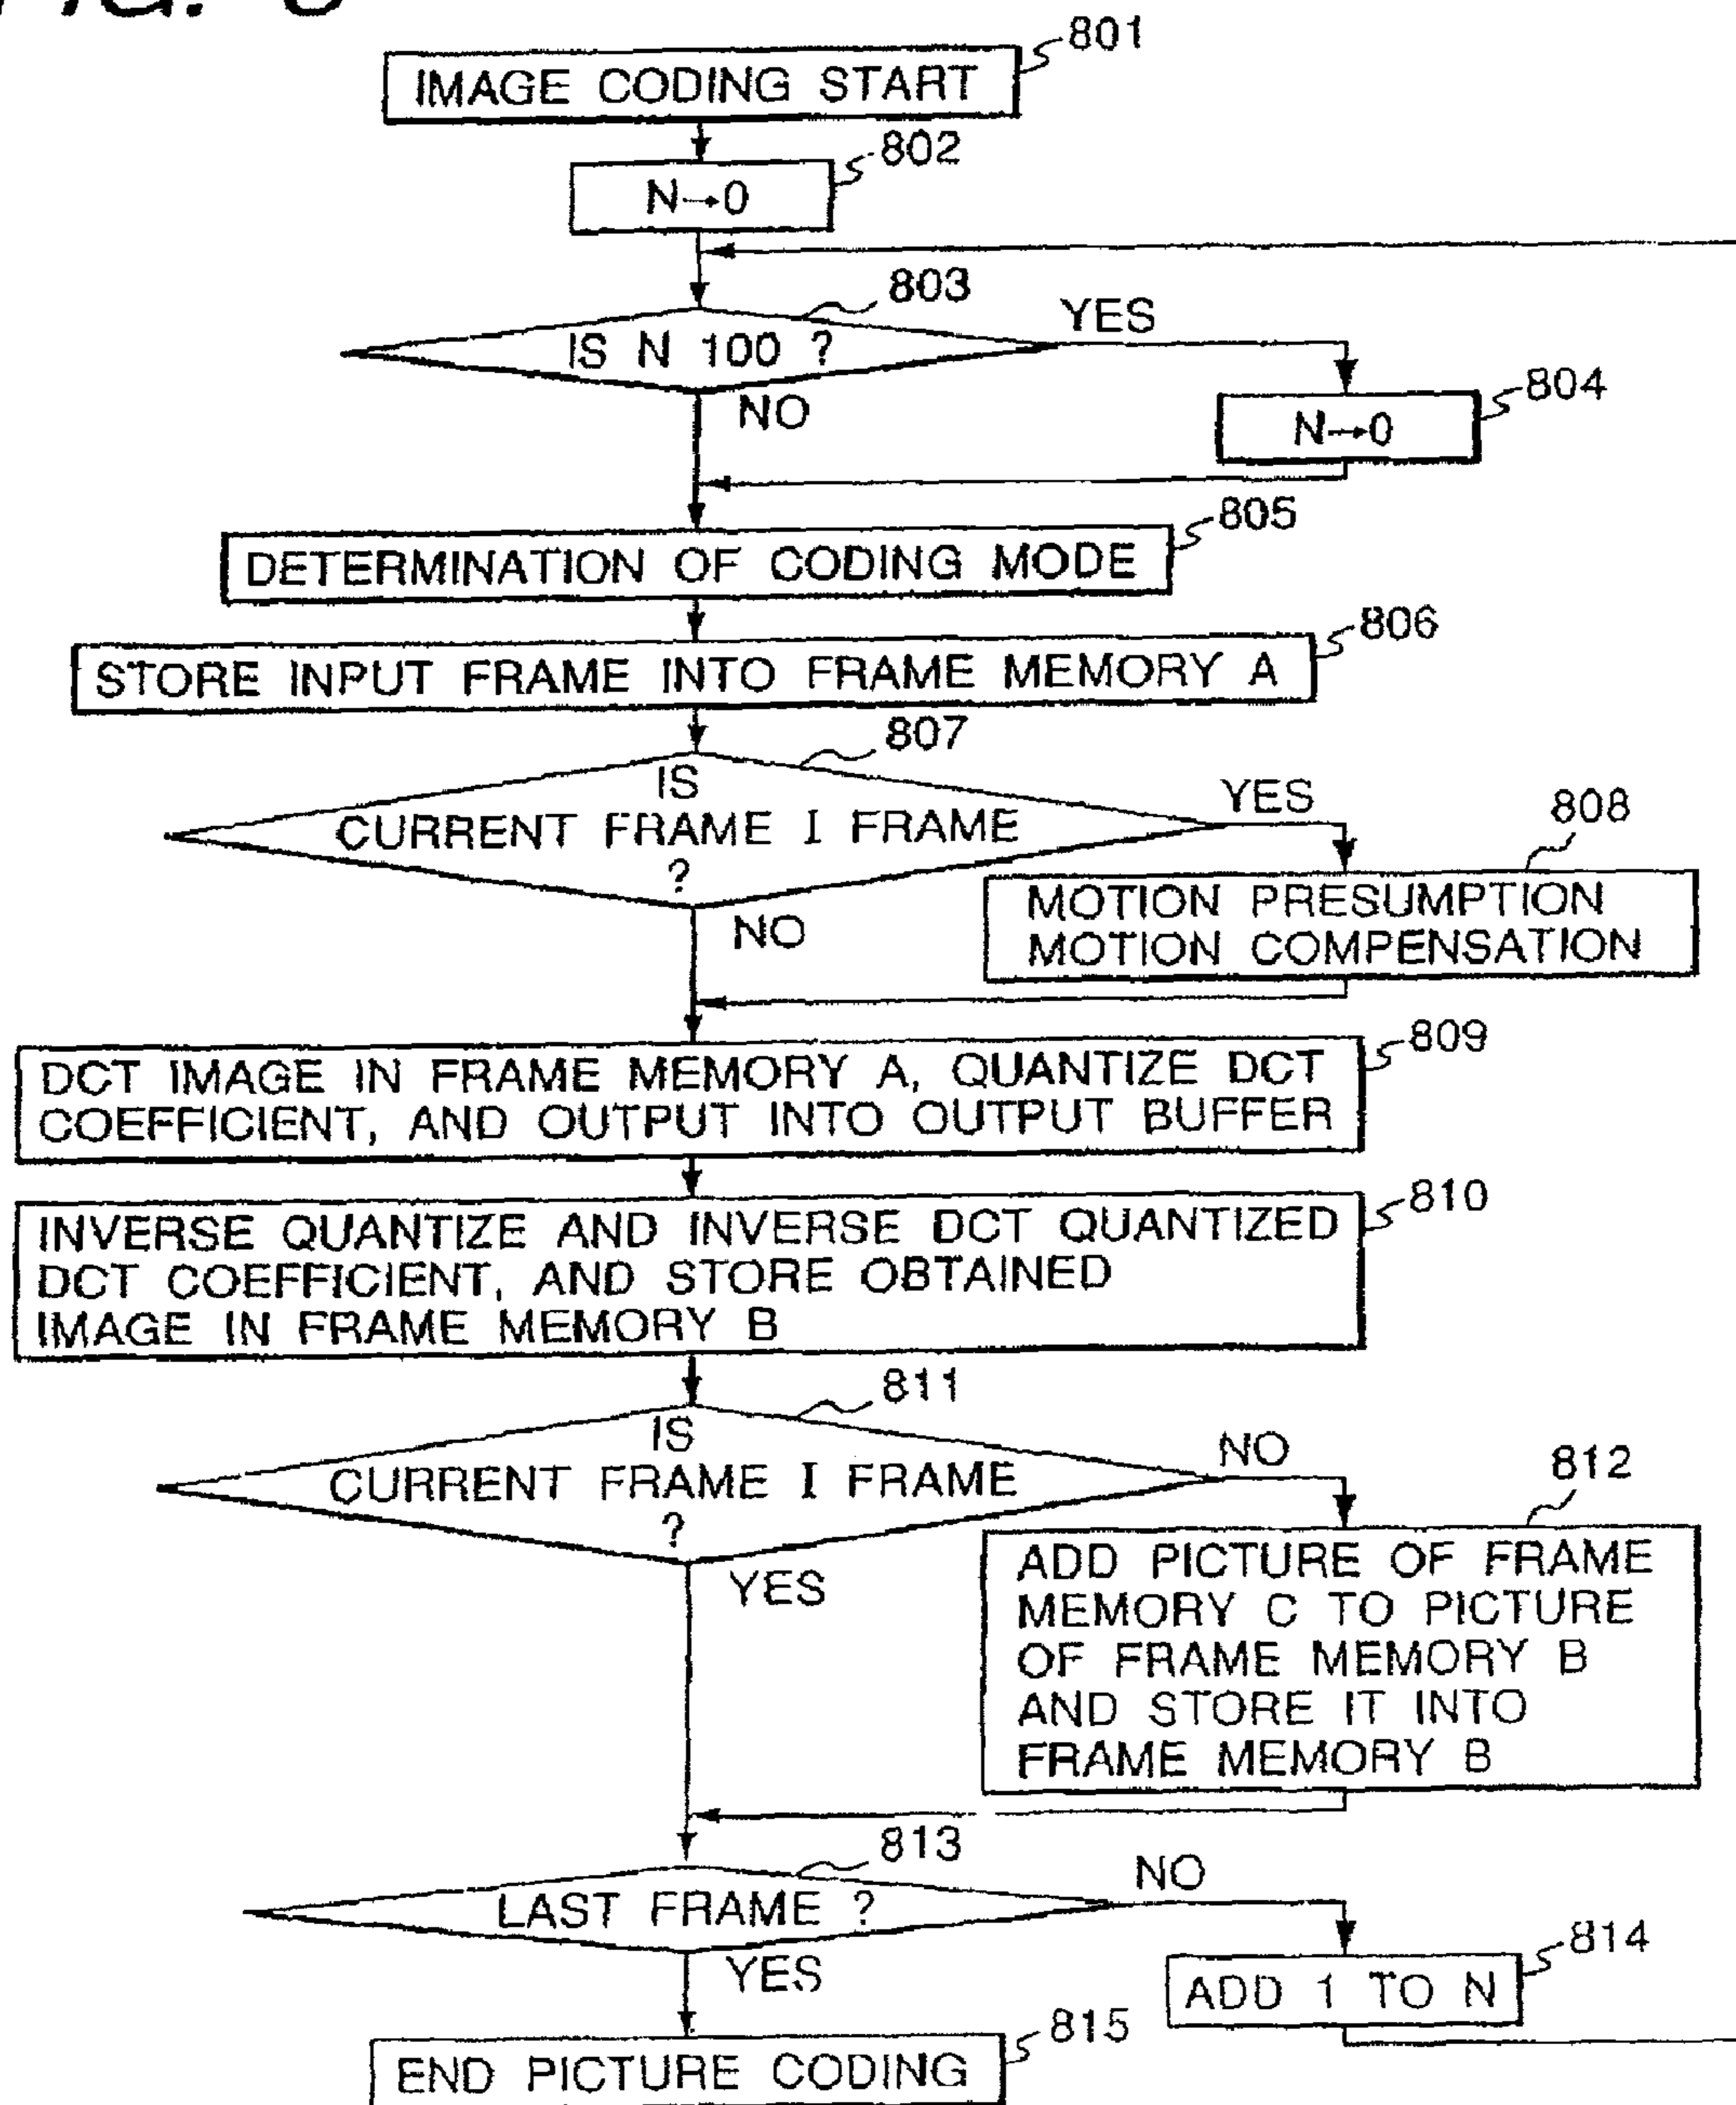 FIG. 8
801
IMAGE CODING START
802
N→0
803
IS N 100 ?
YES
NO
804
N→0
805
DETERMINATION OF CODING MODE
806
STORE INPUT FRAME INTO FRAME MEMORY A
807
IS
CURRENT FRAME I FRAME
?
YES
NO
808
MOTION PRESUMPTION
MOTION COMPENSATION
809
DCT IMAGE IN FRAME MEMORY A, QUANTIZE DCT
COEFFICIENT, AND OUTPUT INTO OUTPUT BUFFER
810
INVERSE QUANTIZE AND INVERSE DCT QUANTIZED
DCT COEFFICIENT, AND STORE OBTAINED
IMAGE IN FRAME MEMORY B
811
IS
CURRENT FRAME I FRAME
?
NO
YES
812
ADD PICTURE OF FRAME
MEMORY C TO PICTURE
OF FRAME MEMORY B
AND STORE IT INTO
FRAME MEMORY B
813
LAST FRAME ?
NO
YES
814
ADD 1 TO N
815
END PICTURE CODING